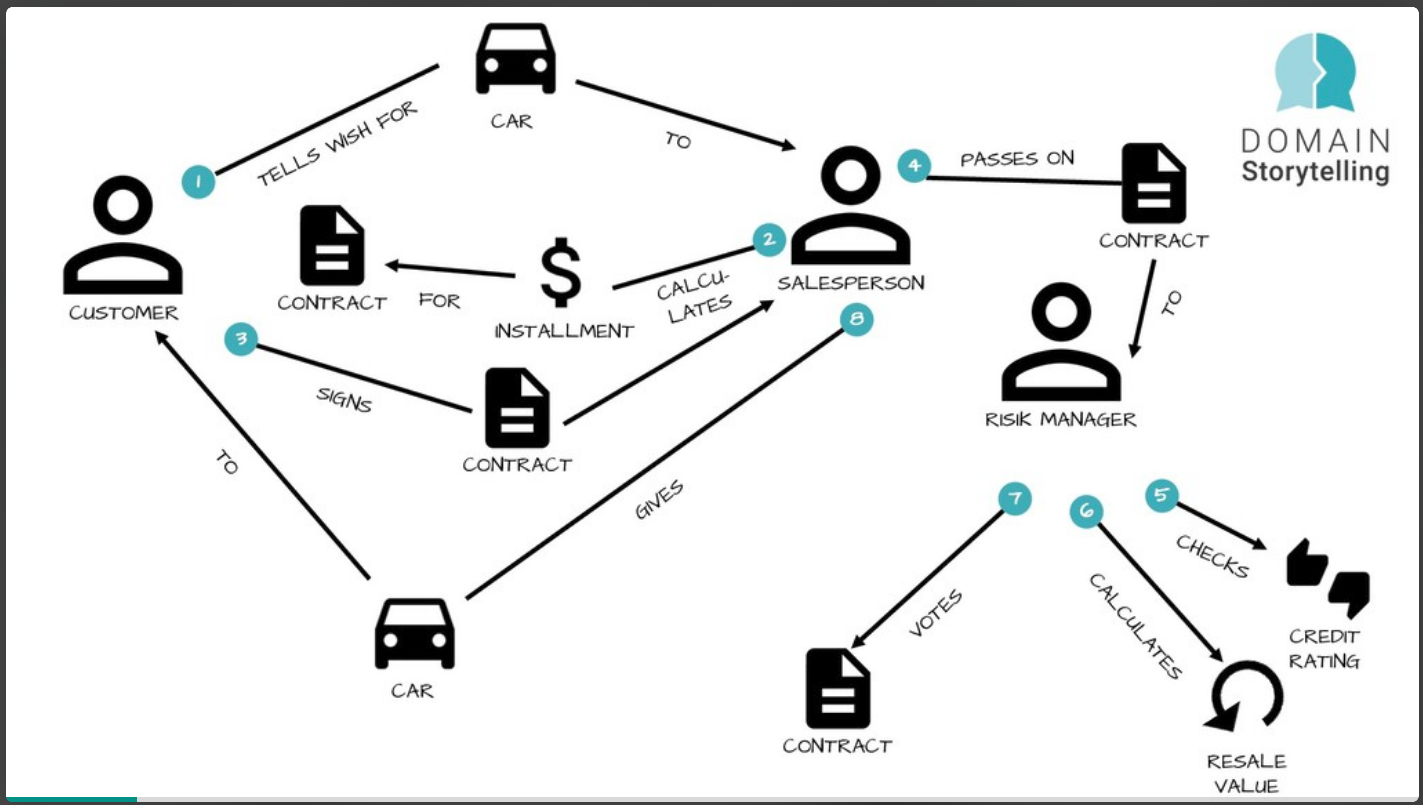 CAR
DOMAIN
Storytelling
1
TELLS WISH FOR
TO
4
PASSES ON
CONTRACT
CUSTOMER
CONTRACT
FOR
INSTALLMENT
2
CALCU-
LATES
SALESPERSON
TO
RISIK MANAGER
3
SIGNS
CONTRACT
8
GIVES
TO
CAR
7
VOTES
CONTRACT
6
CALCULATES
RESALE
VALUE
5
CHECKS
CREDIT
RATING